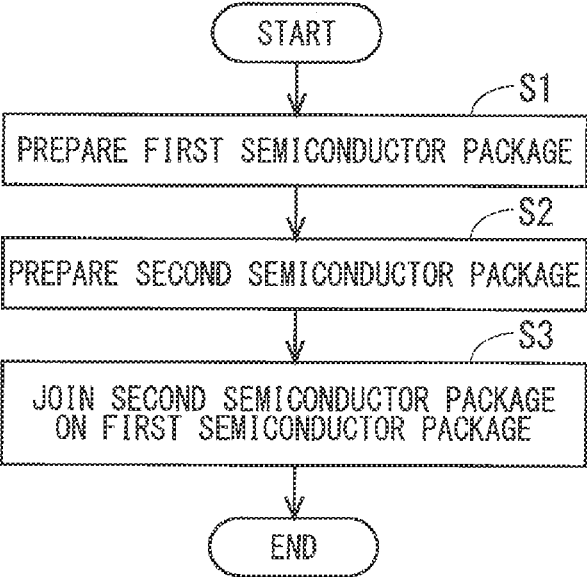 START
S1
PREPARE FIRST SEMICONDUCTOR PACKAGE
S2
PREPARE SECOND SEMICONDUCTOR PACKAGE
S3
JOIN SECOND SEMICONDUCTOR PACKAGE
ON FIRST SEMICONDUCTOR PACKAGE
END